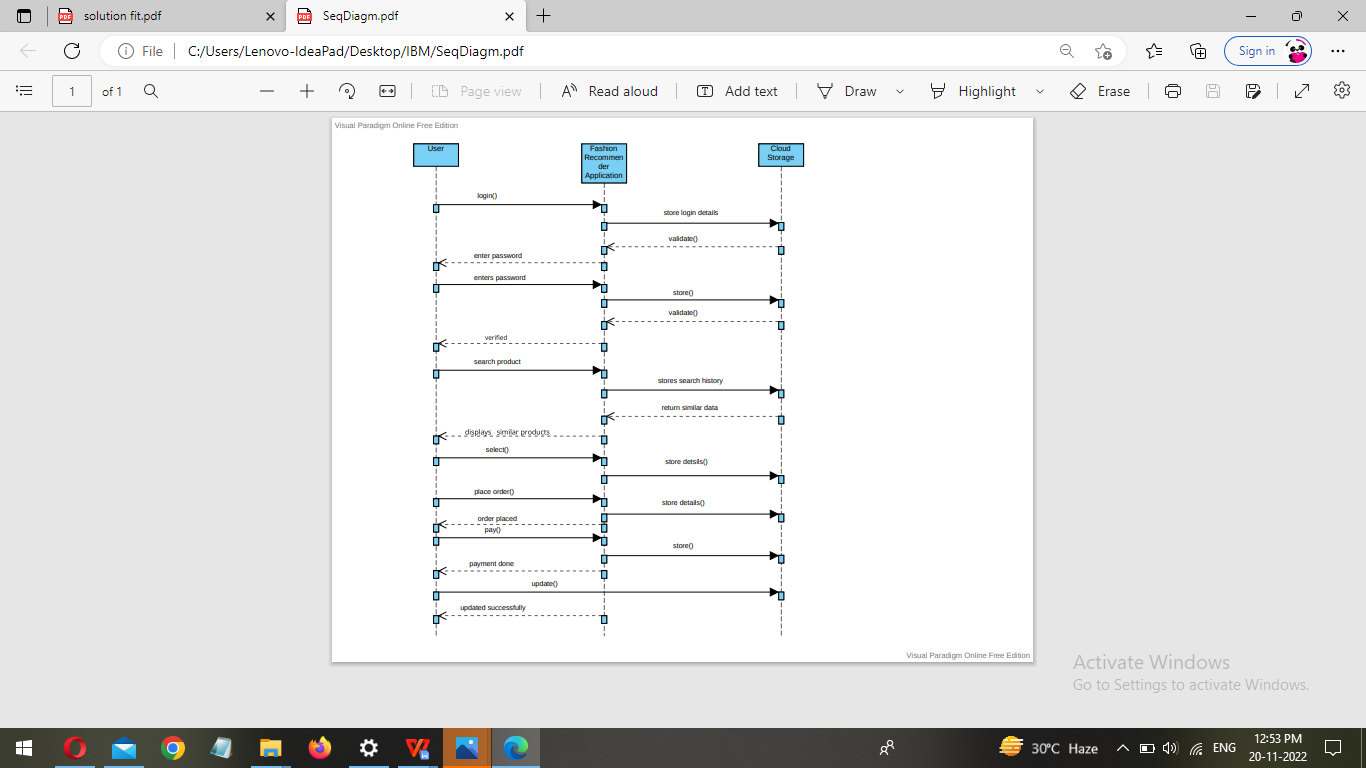 solution fit.pdf
SeqDiagm.pdf
File
C:/Users/Lenovo-IdeaPad/Desktop/IBM/SeqDiagm.pdf
Sign in
1
of 1
Page view
Read aloud
Add text
Draw
Highlight
Erase
Visual Paradigm Online Free Edition
User
Fashion
Recommen
der
Application
Cloud
Storage
login()
store login details
validate()
enter password
enters password
store()
validate()
verified
search product
stores search history
return similar data
displays similar products
select()
store detsils()
place order()
store details()
order placed
pay()
store()
payment done
update()
updated successfully
Visual Paradigm Online Free Edition
Activate Windows
Go to Settings to activate Windows.
30°C Haze
ENG
12:53 PM
20-11-2022